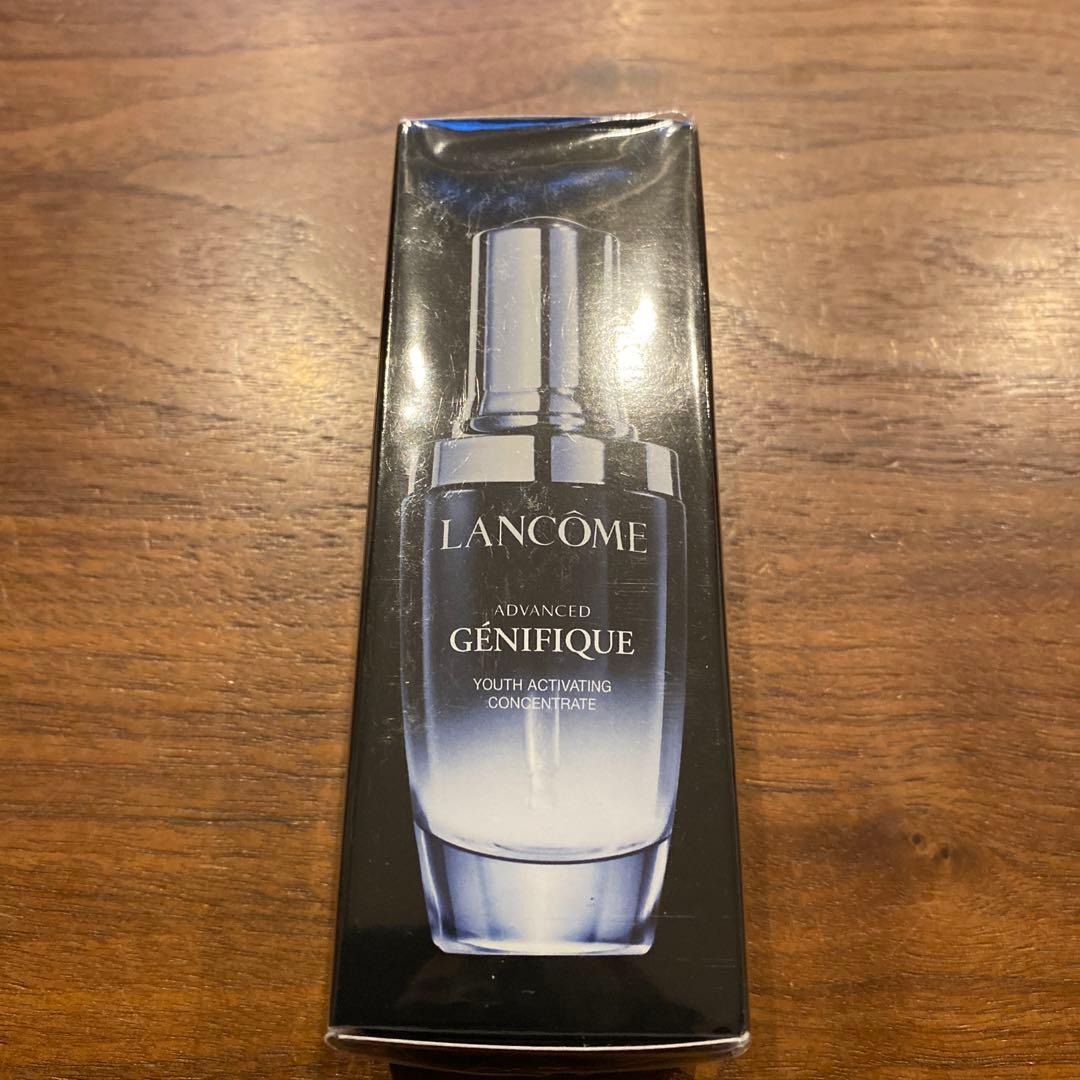 LANCÔME
ADVANCED
GÉNIFIQUE
YOUTH ACTIVATING
CONCENTRATE